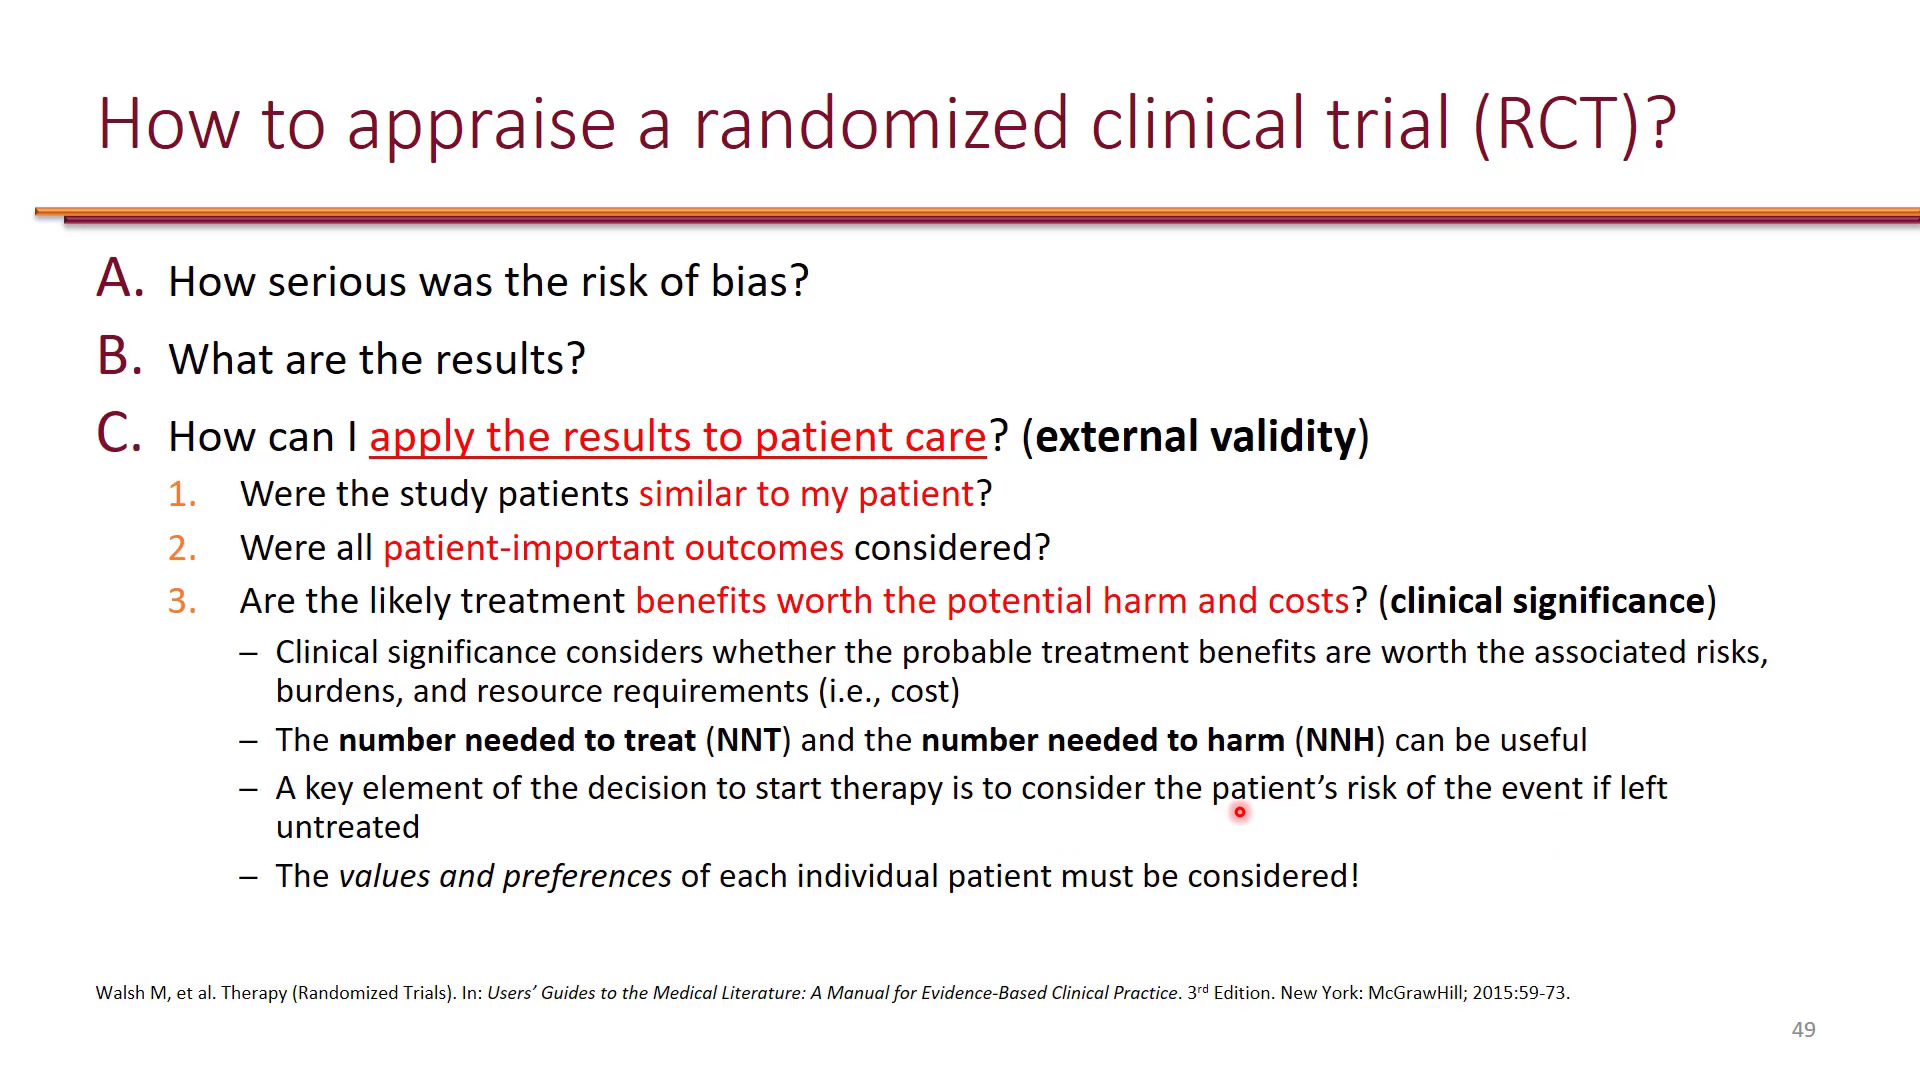 How to appraise a randomized clinical trial (RCT)?
A. How serious was the risk of bias?
B. What are the results?
C. How can I apply the results to patient care? (external validity)
1. Were the study patients similar to my patient?
2. Were all patient-important outcomes considered?
3. Are the likely treatment benefits worth the potential harm and costs? (clinical significance)
– Clinical significance considers whether the probable treatment benefits are worth the associated risks,
burdens, and resource requirements (i.e., cost)
– The number needed to treat (NNT) and the number needed to harm (NNH) can be useful
– A key element of the decision to start therapy is to consider the patient’s risk of the event if left
untreated
– The values and preferences of each individual patient must be considered!
Walsh M, et al. Therapy (Randomized Trials). In: Users’ Guides to the Medical Literature: A Manual for Evidence-Based Clinical Practice. 3rd Edition. New York: McGrawHill; 2015:59-73.
49